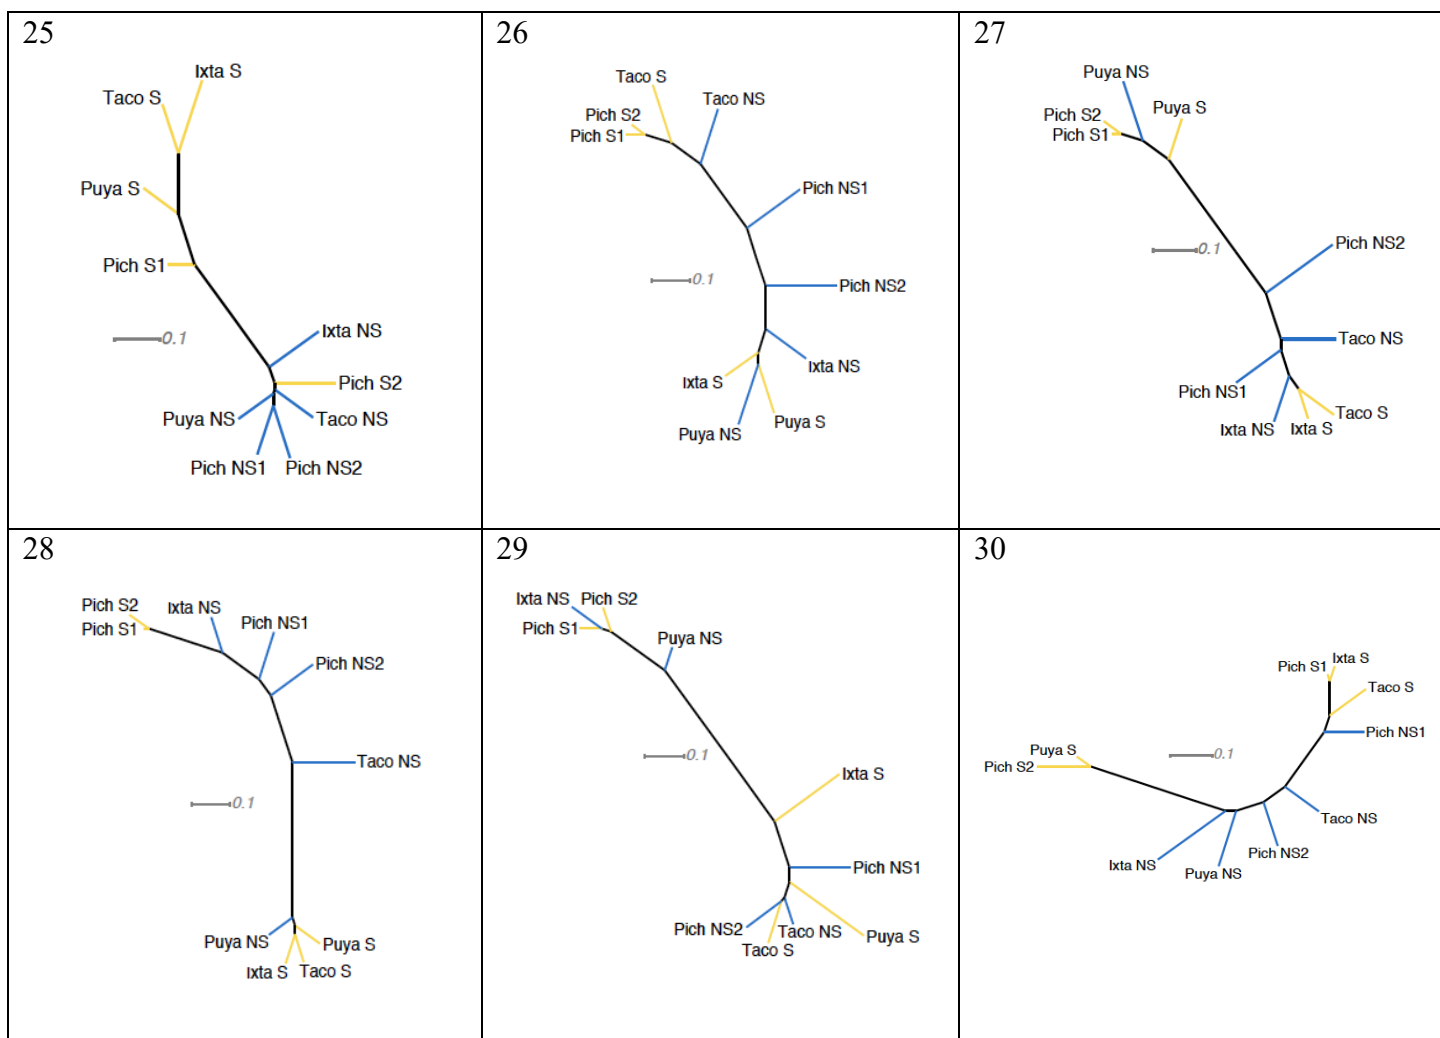 25
Ixta S
Taco S
Puya S
Pich S1
0.1
Ixta NS
Pich S2
Puya NS
Taco NS
Pich NS1
Pich NS2
26
Taco S
Taco NS
Pich S2
Pich S1
Pich NS1
0.1
Pich NS2
Ixta NS
Ixta S
Puya S
Puya NS
27
Puya NS
Puya S
Pich S2
Pich S1
Pich NS2
0.1
Taco NS
Pich NS1
Taco S
Ixta NS
Ixta S
28
Pich S2
Ixta NS
Pich S1
Pich NS1
Pich NS2
Taco NS
0.1
Puya NS
Puya S
Ixta S
Taco S
29
Ixta NS
Pich S2
Pich S1
Puya NS
0.1
Ixta S
Pich NS1
Pich NS2
Taco NS
Puya S
Taco S
30
Ixta S
Pich S1
Taco S
Pich NS1
Puya S
0.1
Pich S2
Taco NS
Pich NS2
Ixta NS
Puya NS